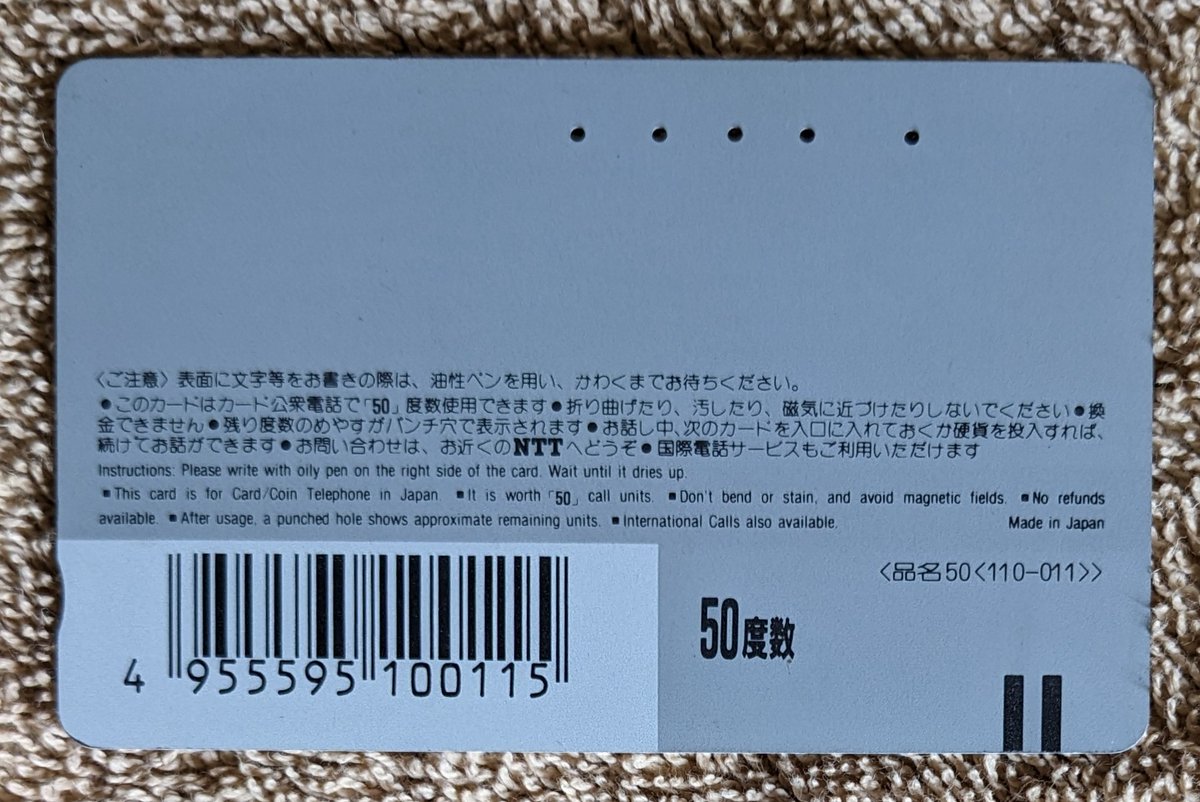 〈ご注意〉表面に文字等をお書きの際は、油性ペンを用い、かわくまでお待ちください。
●このカードはカード公衆電話で「50」度数使用できます●折り曲げたり、汚したり、磁気に近づけたりしないでください●換
金できません●残り度数のめやすがパンチ穴で表示されます●お話し中、次のカードを入口に入れておくか硬貨を投入すれば、
続けてお話ができます●お問い合わせは、お近くのNTTへどうぞ●国際電話サービスもご利用いただけます
Instructions: Please write with oily pen on the right side of the card. Wait until it dries up.
■This card is for Card/Coin Telephone in Japan. ■It is worth「50」call units. ■Don't bend or stain, and avoid magnetic fields. ■No refunds
available. ■After usage, a punched hole shows approximate remaining units. ■International Calls also available. Made in Japan
〈品名50〈110-011〉〉
50度数
4 955595 100115